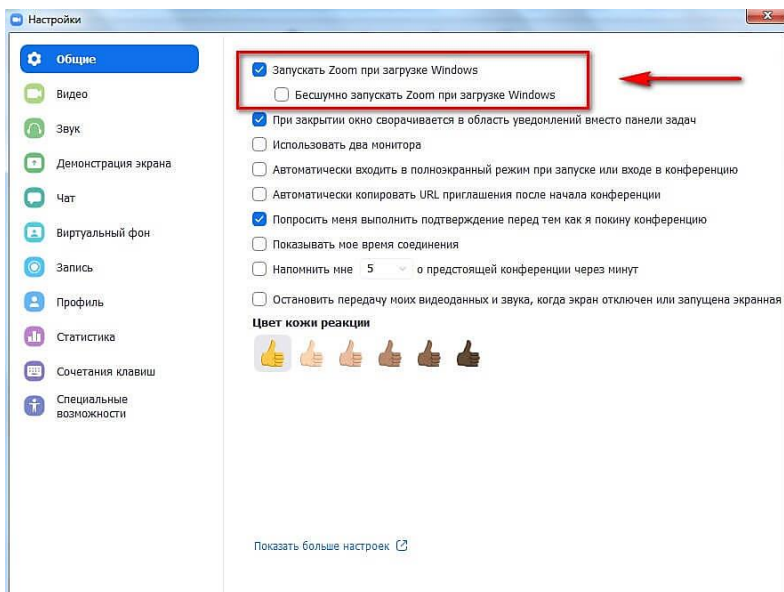 Настройки
Общие
Видео
Звук
Демонстрация экрана
Чат
Виртуальный фон
Запись
Профиль
Статистика
Сочетания клавиш
Специальные
возможности
Запускать Zoom при загрузке Windows
Бесшумно запускать Zoom при загрузке Windows
При закрытии окно сворачивается в область уведомлений вместо панели задач
Использовать два монитора
Автоматически входить в полноэкранный режим при запуске или входе в конференцию
Автоматически копировать URL приглашения после начала конференции
Попросить меня выполнить подтверждение перед тем как я покину конференцию
Показывать мое время соединения
Напомнить мне 5 о предстоящей конференции через минут
Остановить передачу моих видеоданных и звука, когда экран отключен или запущена экранная
Цвет кожи реакции
Показать больше настроек